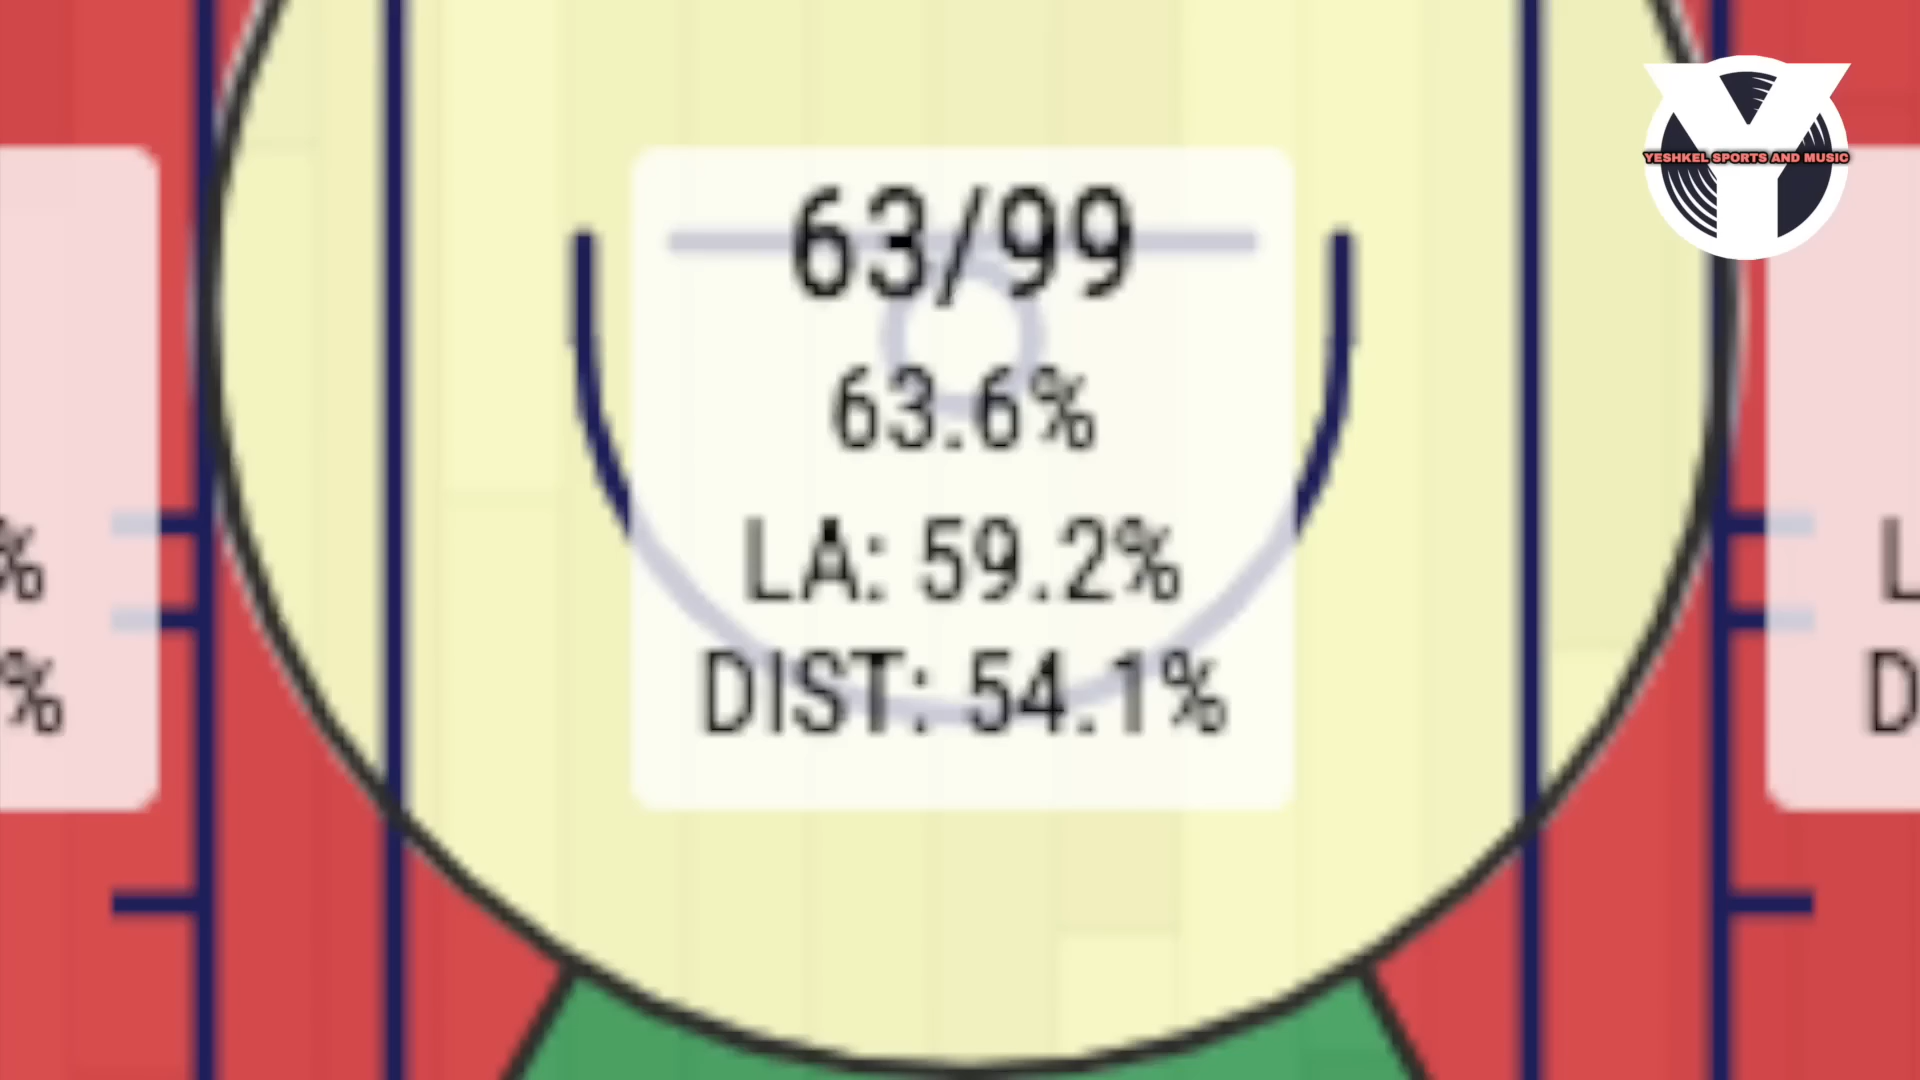 YESHKEL SPORTS AND MUSIC
63/99
63.6%
LA: 59.2%
DIST: 54.1%
%
%
L
D